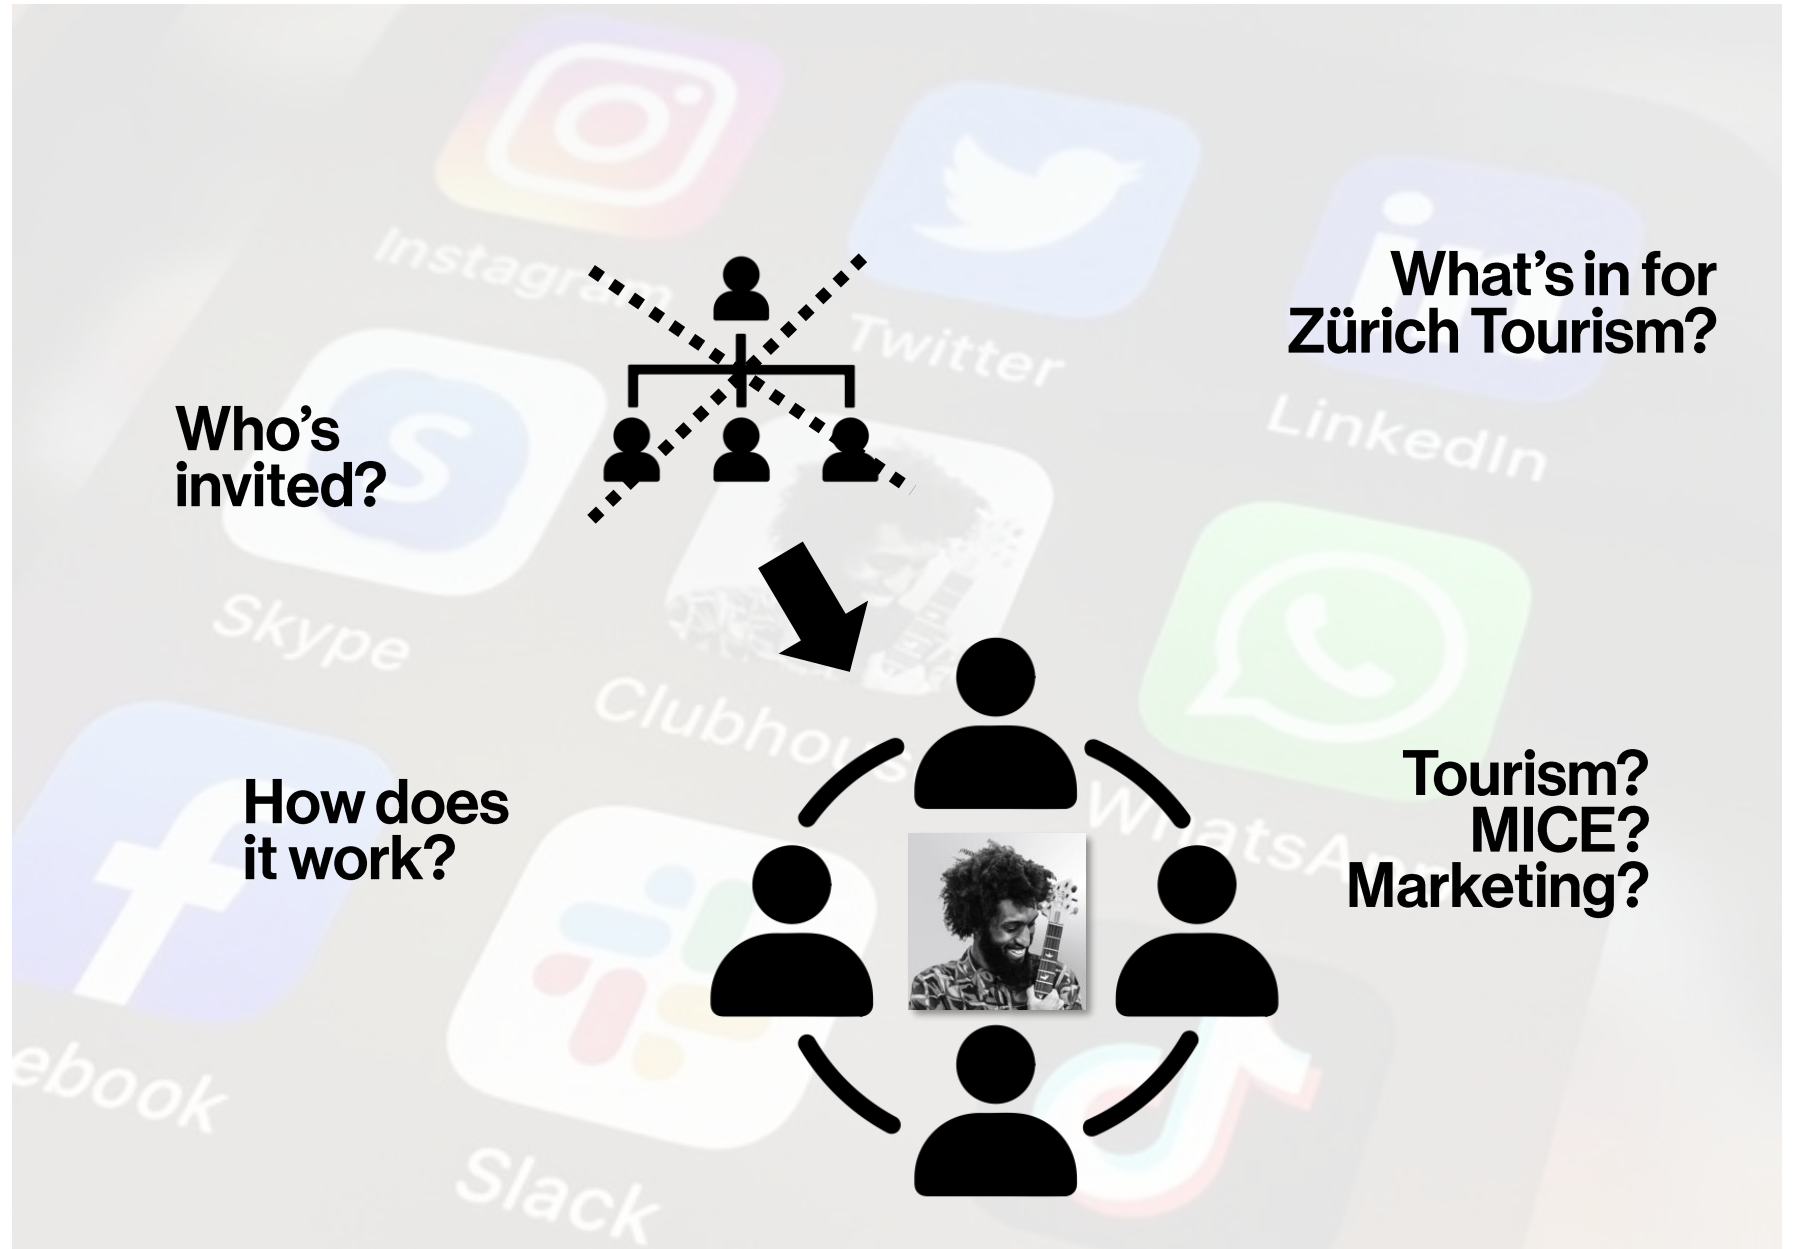 Instagram
Twitter
LinkedIn
What's in for
Zürich Tourism?
Who's
invited?
Skype
Clubhouse
WhatsApp
How does
it work?
Tourism?
MICE?
Marketing?
ebook
Slack